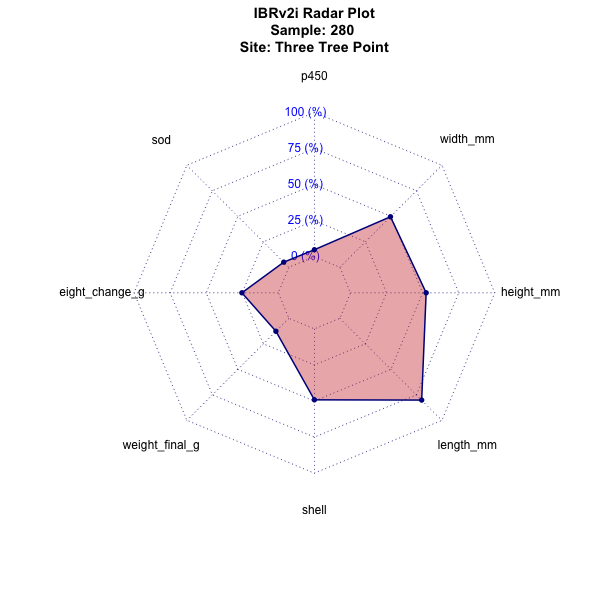 IBRv2i Radar Plot
Sample: 280
Site: Three Tree Point
p450
100 (%)
sod
width_mm
75 (%)
50 (%)
25 (%)
0 (%)
eight_change_g
height_mm
weight_final_g
length_mm
shell